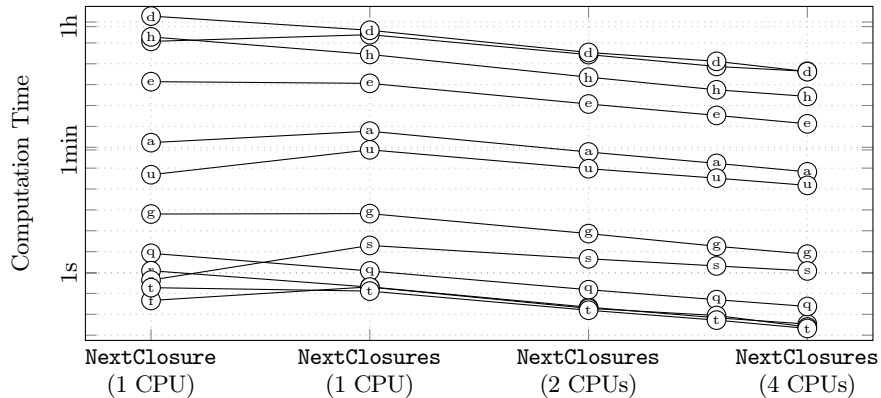 Computation Time
1h
1min
1s
d
h
e
a
u
g
q
t
d
h
e
a
u
g
s
q
t
d
h
e
a
u
g
s
q
t
d
h
e
a
u
g
s
q
t
d
h
e
a
u
g
s
q
t
NextClosure NextClosures NextClosures NextClosures
(1 CPU) (1 CPU) (2 CPUs) (4 CPUs)